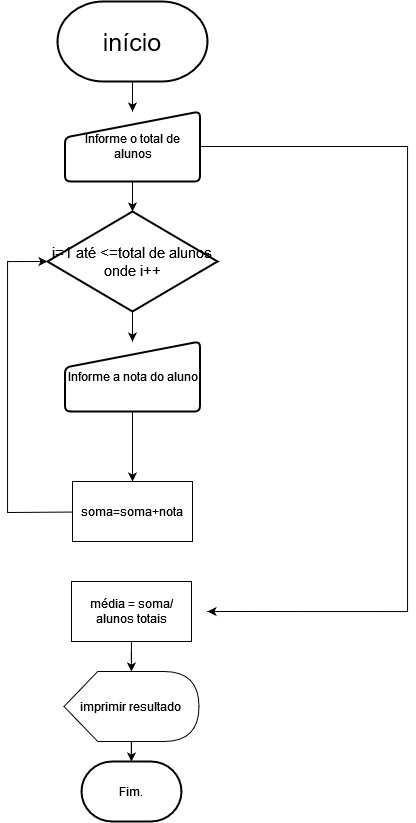 início
Informe o total de
alunos
i=1 até <=total de alunos
onde i++
Informe a nota do aluno
soma=soma+nota
média = soma/
alunos totais
imprimir resultado
Fim.